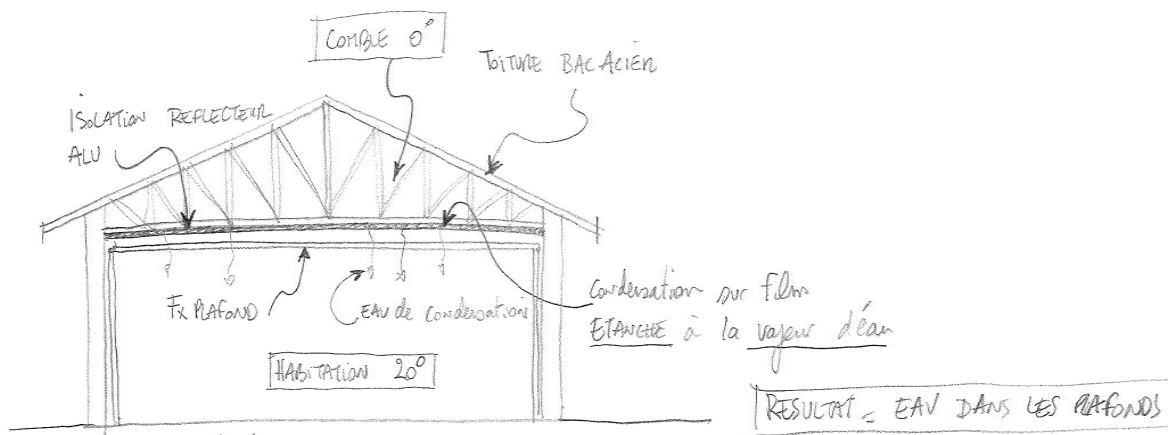 COMBLE 0°
TOITURE BAC ACIER
ISOLATION REFLECTEUR
ALU
FX PLAFOND
EAU de condensation
Condensation sur film
ETANCHE à la vapeur d'eau
HABITATION 20°
RESULTAT = EAU DANS LES PLAFONDS